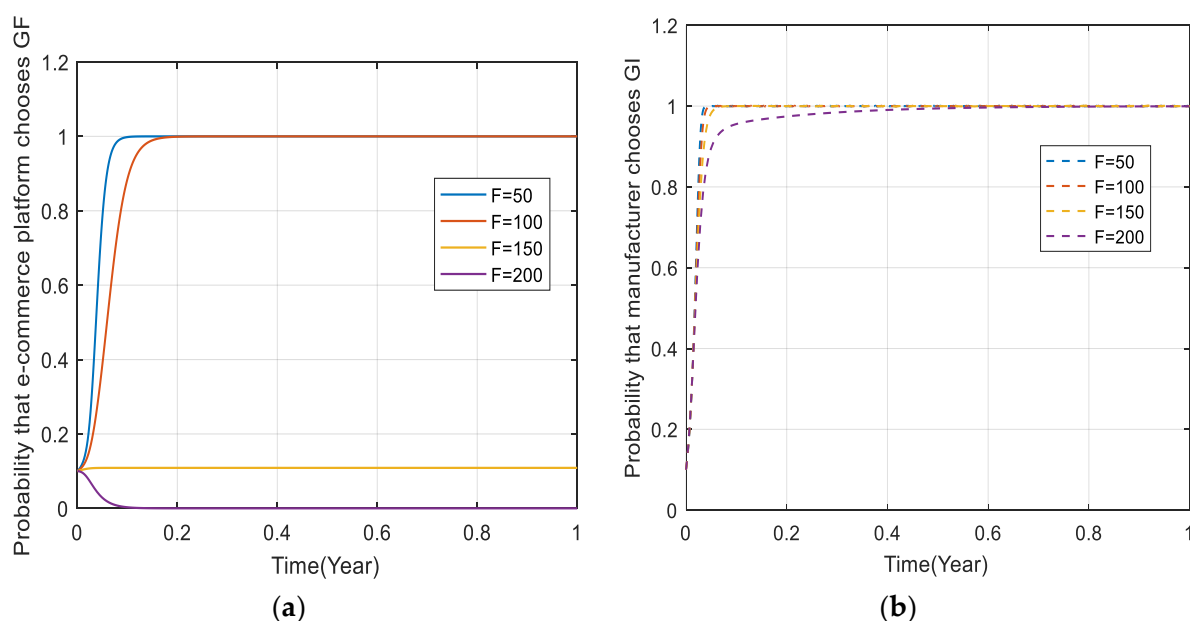 Probability that e-commerce platform chooses GF
1.2
1
0.8
0.6
0.4
0.2
0
0
0.2
0.4
0.6
0.8
1
Time(Year)
F=50
F=100
F=150
F=200
(a)
Probability that manufacturer chooses GI
1.2
1
0.8
0.6
0.4
0.2
0
0
0.2
0.4
0.6
0.8
1
Time(Year)
F=50
F=100
F=150
F=200
(b)